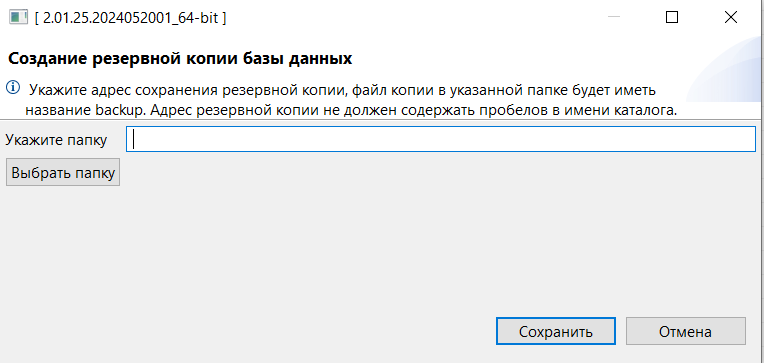 [ 2.01.25.2024052001_64-bit ]
Создание резервной копии базы данных
Укажите адрес сохранения резервной копии, файл копии в указанной папке будет иметь
название backup. Адрес резервной копии не должен содержать пробелов в имени каталога.
Укажите папку
Выбрать папку
Сохранить
Отмена